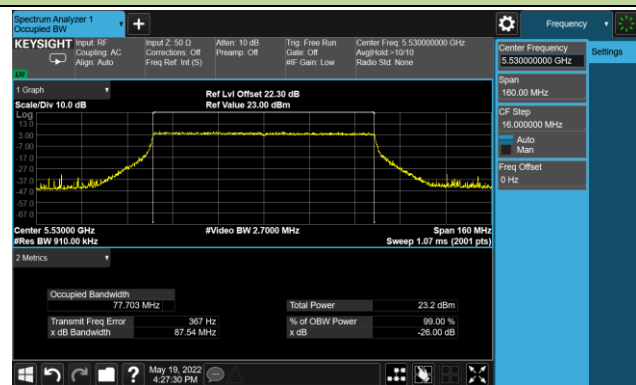 Spectrum Analyzer 1
Occupied BW
+
Frequency
KEYSIGHT
Input: RF
Coupling: AC
Align: Auto
Input Z: 50 Ω
Corrections: Off
Freq Ref: Int (S)
Atten: 10 dB
Preamp: Off
Trig: Free Run
Gate: Off
#IF Gain: Low
Center Freq: 5.530000000 GHz
Avg|Hold:>10/10
Radio Std: None
Center Frequency
5.530000000 GHz
Settings
Span
160.00 MHz
CF Step
16.000000 MHz
Auto
Man
Freq Offset
0 Hz
1 Graph
Scale/Div 10.0 dB
Ref Lvl Offset 22.30 dB
Ref Value 23.00 dBm
Log
13.0
3.00
-7.00
-17.0
-27.0
-37.0
-47.0
-57.0
-67.0
Center 5.53000 GHz
#Video BW 2.7000 MHz
Span 160 MHz
#Res BW 910.00 kHz
Sweep 1.07 ms (2001 pts)
2 Metrics
Occupied Bandwidth
77.703 MHz
Total Power
23.2 dBm
Transmit Freq Error
367 Hz
% of OBW Power
99.00 %
x dB Bandwidth
87.54 MHz
x dB
-26.00 dB
?
May 19, 2022
4:27:30 PM